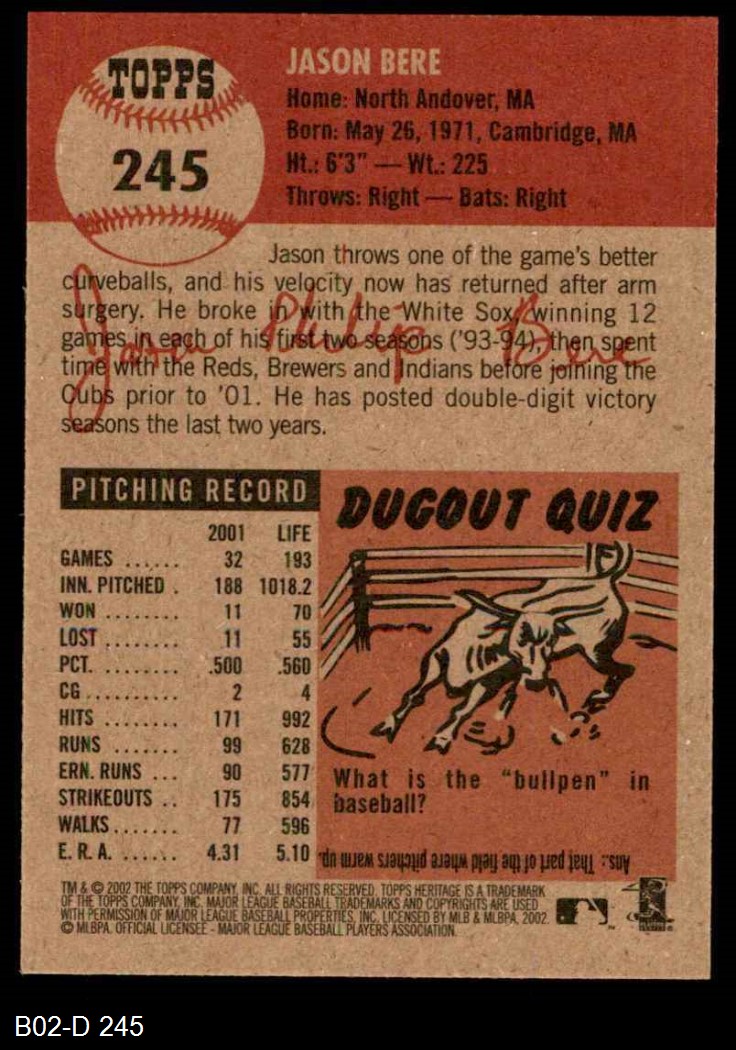 TOPPS
245
JASON BERE
Home: North Andover, MA
Born: May 26, 1971, Cambridge, MA
Ht.: 6'3" — Wt.: 225
Throws: Right — Bats: Right
Jason throws one of the game's better
curveballs, and his velocity now has returned after arm
surgery. He broke in with the White Sox, winning 12
games in each of his first two seasons ('93-94), then spent
time with the Reds, Brewers and Indians before joining the
Cubs prior to '01. He has posted double-digit victory
seasons the last two years.
Jason Philip Bere
PITCHING RECORD
2001 LIFE
GAMES ...... 32 193
INN. PITCHED . 188 1018.2
WON ........ 11 70
LOST ........ 11 55
PCT. ........ .500 .560
CG .......... 2 4
HITS ........ 171 992
RUNS ....... 99 628
ERN. RUNS ... 90 577
STRIKEOUTS .. 175 854
WALKS ....... 77 596
E. R. A. ...... 4.31 5.10
DUGOUT QUIZ
What is the "bullpen" in
baseball?
Ans.: That part of the field where pitchers warm up.
TM & © 2002 THE TOPPS COMPANY, INC. ALL RIGHTS RESERVED. TOPPS HERITAGE IS A TRADEMARK
OF THE TOPPS COMPANY, INC. MAJOR LEAGUE BASEBALL TRADEMARKS AND COPYRIGHTS ARE USED
WITH PERMISSION OF MAJOR LEAGUE BASEBALL PROPERTIES, INC. LICENSED BY MLB & MLBPA, 2002.
© MLBPA. OFFICIAL LICENSEE - MAJOR LEAGUE BASEBALL PLAYERS ASSOCIATION.
B02-D 245